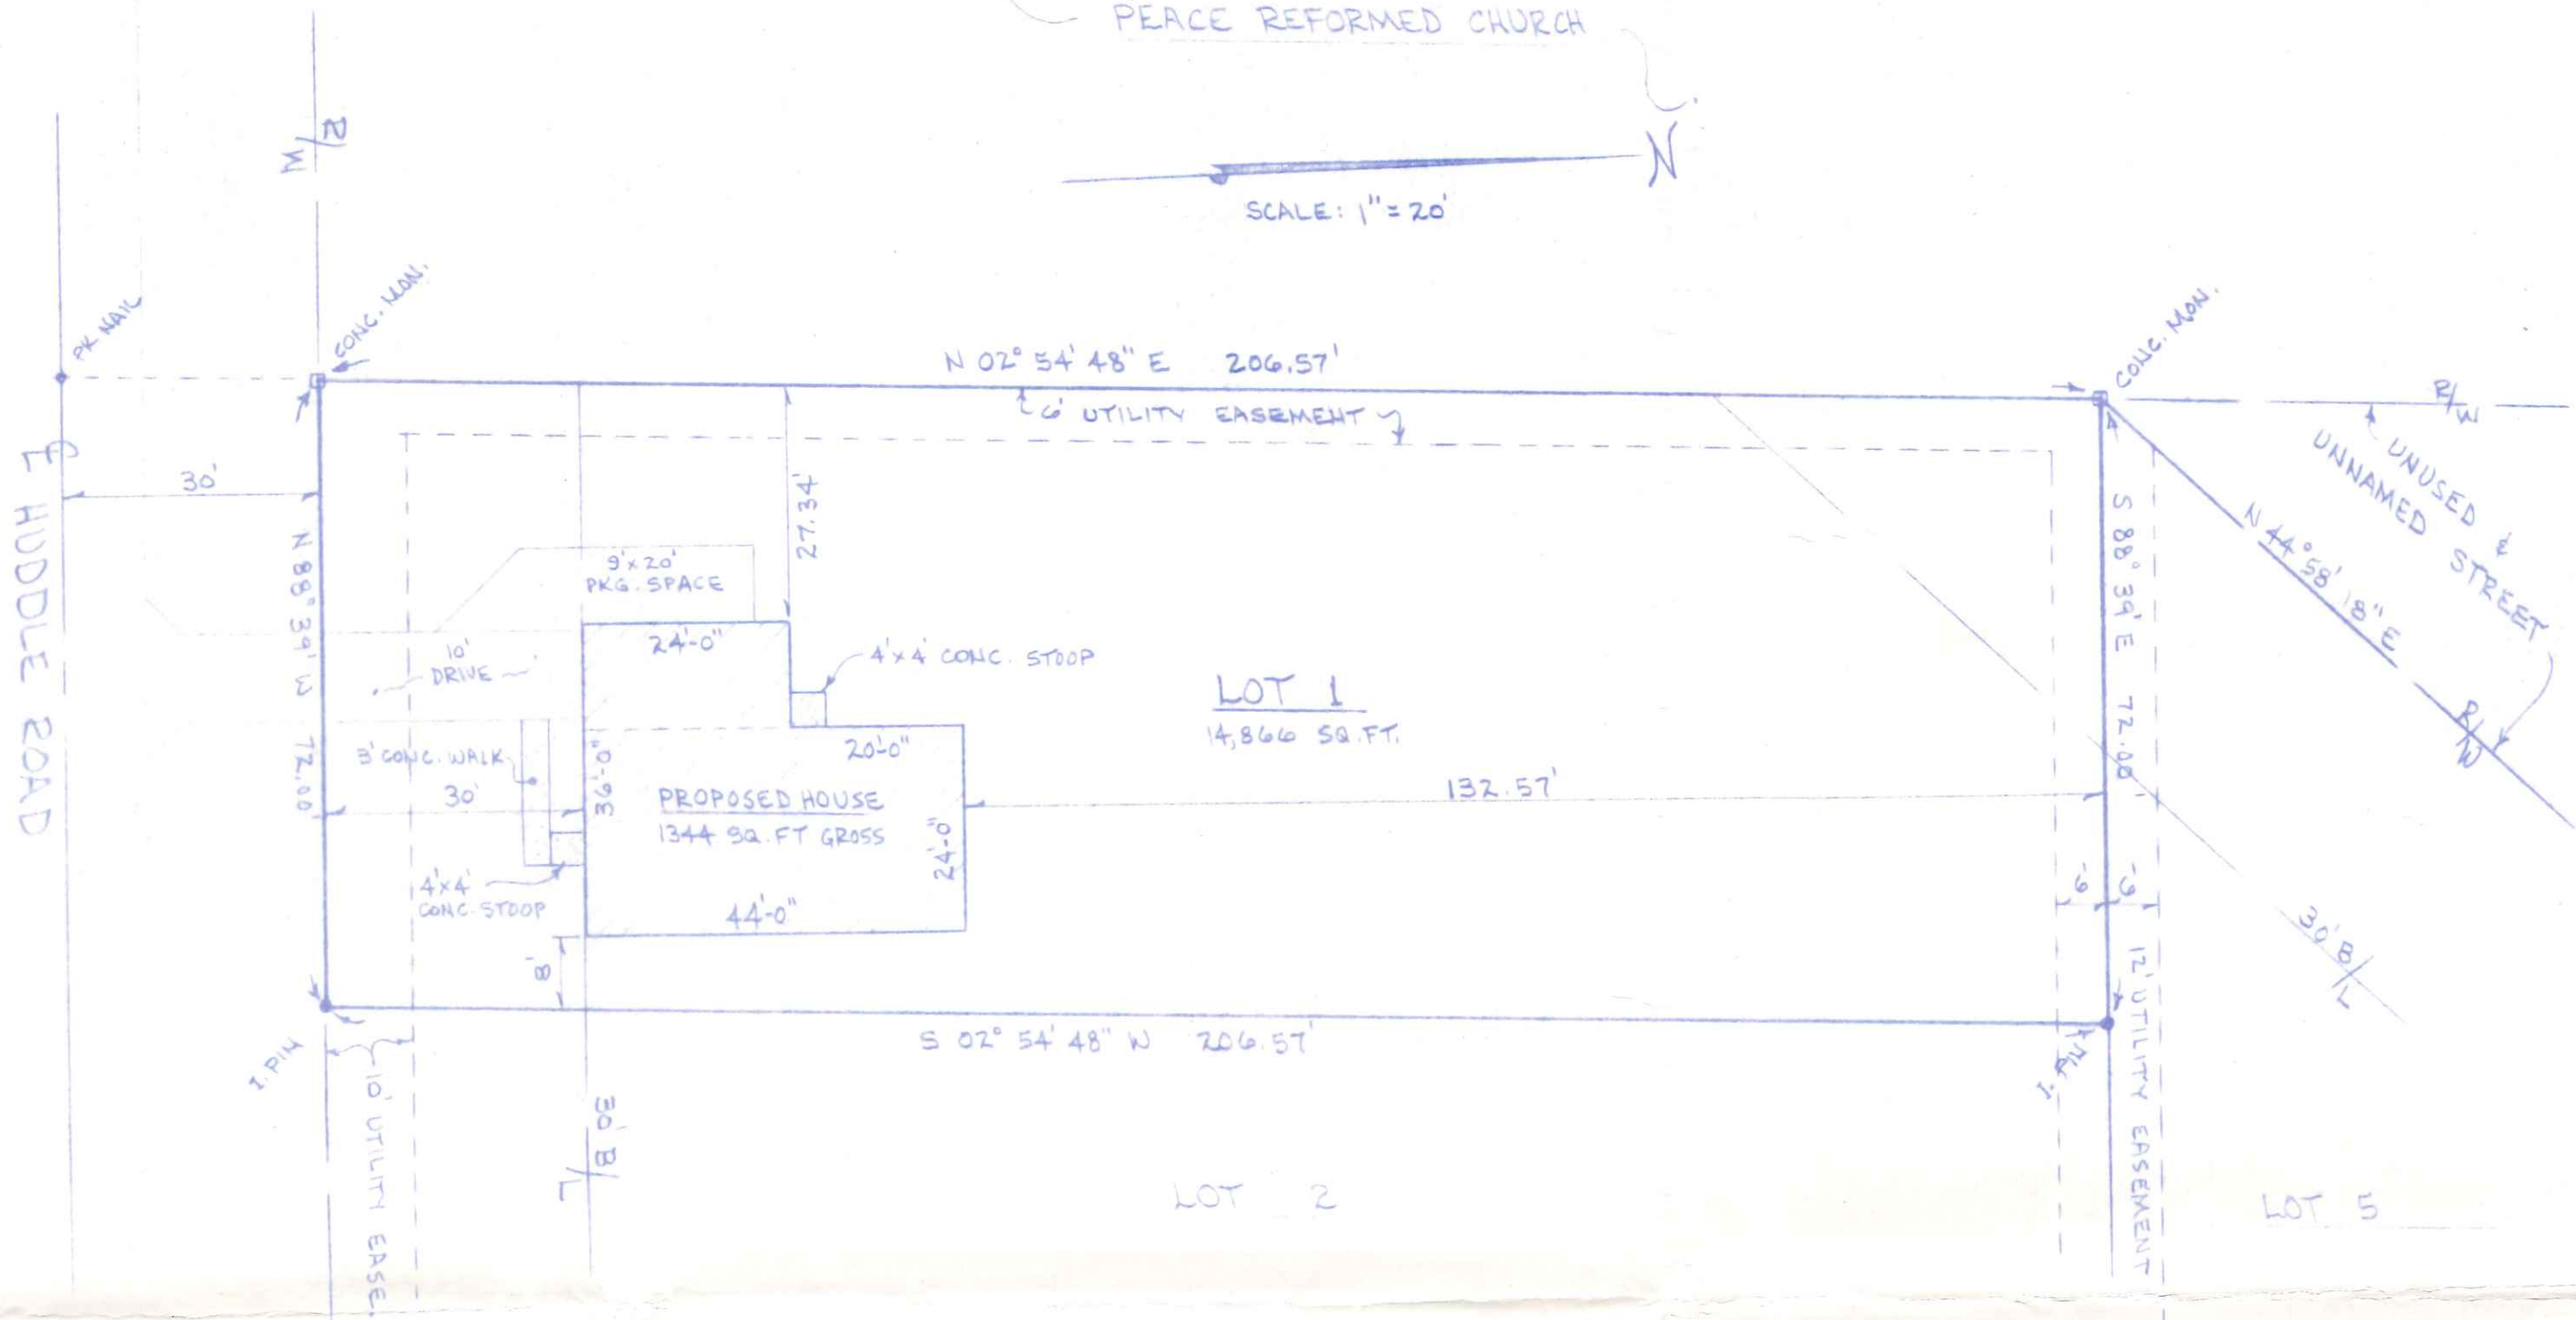 PEACE REFORMED CHURCH
R/W
N
SCALE: 1" = 20'
PK NAIL
CONC. MON.
CONC. MON.
N 02° 54' 48" E 206.57'
6' UTILITY EASEMENT
R/W
UNUSED &
UNNAMED STREET
N 44° 58' 18" E
R/W
℄ HUDDLE ROAD
30'
N 88° 39' W 72.00'
27.34'
S 88° 39' E 72.00'
9'x20'
PKG. SPACE
24'-0"
4'x4' CONC. STOOP
10'
DRIVE
LOT 1
14,866 SQ. FT.
3' CONC. WALK
30'
36'-0"
20'-0"
PROPOSED HOUSE
1344 SQ. FT GROSS
24'-0"
132.57'
4'x4'
CONC. STOOP
44'-0"
8'
6'
6'
30' B/L
S 02° 54' 48" W 206.57'
I. PIN
I. PIN
10' UTILITY EASE.
30' B/L
12' UTILITY EASEMENT
LOT 2
LOT 5